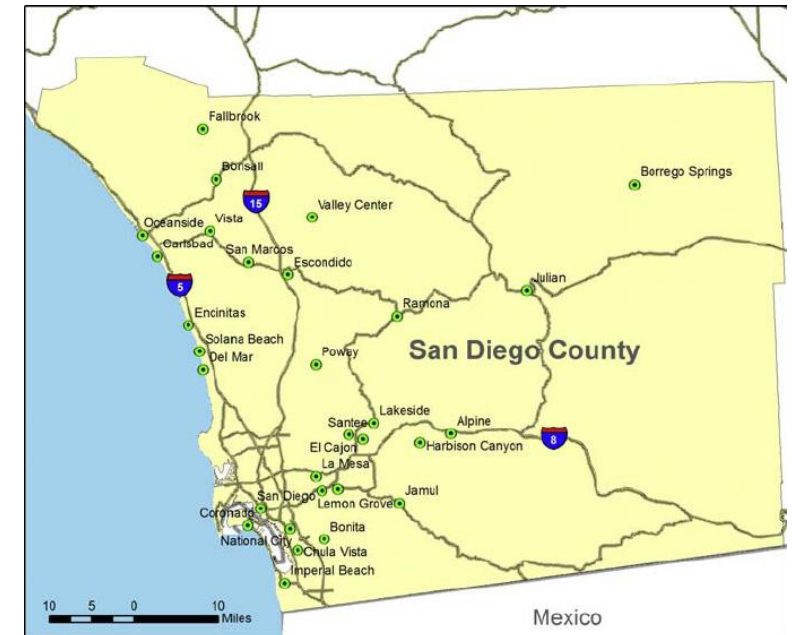 Fallbrook
Bonsall
Borrego Springs
15
Valley Center
Oceanside
Vista
Carlsbad
San Marcos
Escondido
5
Julian
Encinitas
Ramona
Solana Beach
Del Mar
Poway
San Diego County
Lakeside
Santee
Alpine
8
El Cajon
Harbison Canyon
La Mesa
San Diego
Lemon Grove
Jamul
Coronado
National City
Bonita
Chula Vista
Imperial Beach
10 5 0 10
Miles
Mexico